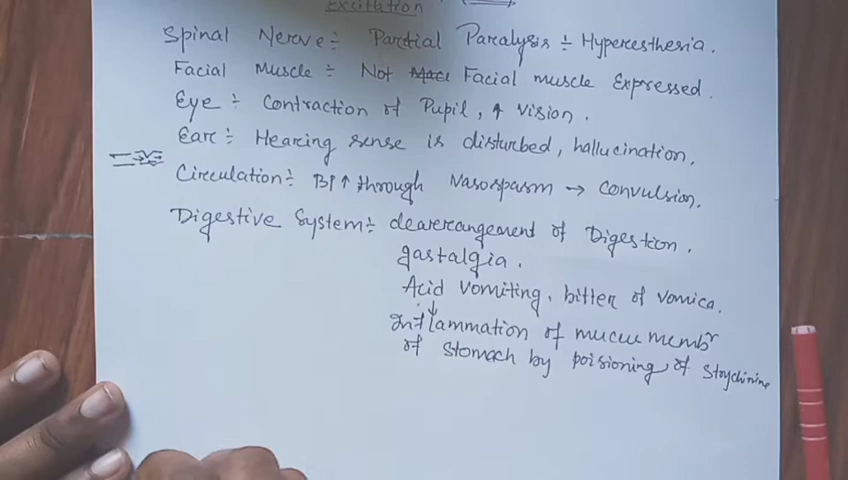 excitation
Spinal Nerve ÷ Partial Paralysis ÷ Hyperesthesia.
Facial Muscle ÷ Not Facial muscle Expressed.
Eye ÷ Contraction of Pupil, ↑ vision.
Ear ÷ Hearing sense is disturbed, hallucination,
Circulation ÷ BP↑ through Vasospasm → Convulsion,
Digestive System ÷ dearerangement of Digestion.
gastalgia.
Acid vomiting, bitter of vomica.
↓
Inflammation of mucus membr
of stomach by poisioning of Strychinine